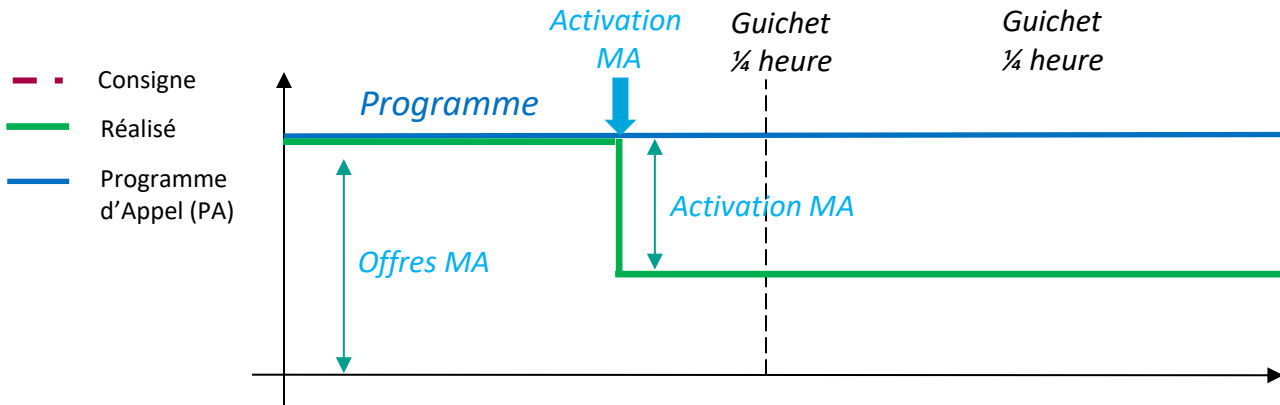 Activation
MA
Guichet
¼ heure
Guichet
¼ heure
Consigne
Réalisé
Programme
d’Appel (PA)
Programme
Activation MA
Offres MA